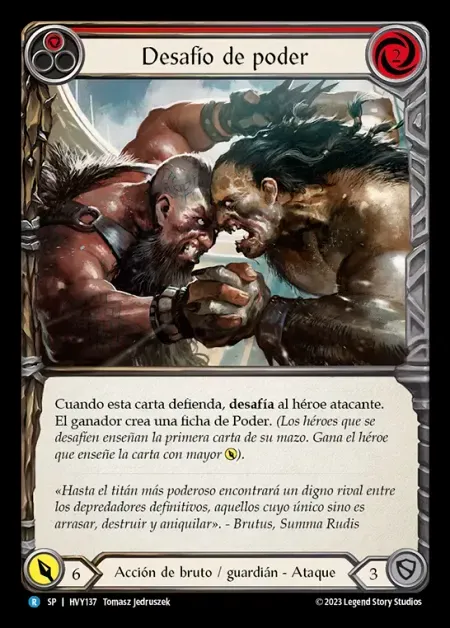 Desafío de poder
2
Cuando esta carta defienda, desafía al héroe atacante.
El ganador crea una ficha de Poder. (Los héroes que se
desafíen enseñan la primera carta de su mazo. Gana el héroe
que enseñe la carta con mayor ).
«Hasta el titán más poderoso encontrará un digno rival entre
los depredadores definitivos, aquellos cuyo único sino es
arrasar, destruir y aniquilar». - Brutus, Summa Rudis
6
Acción de bruto / guardián - Ataque
3
R SP | HVY137 Tomasz Jedruszek
© 2023 Legend Story Studios